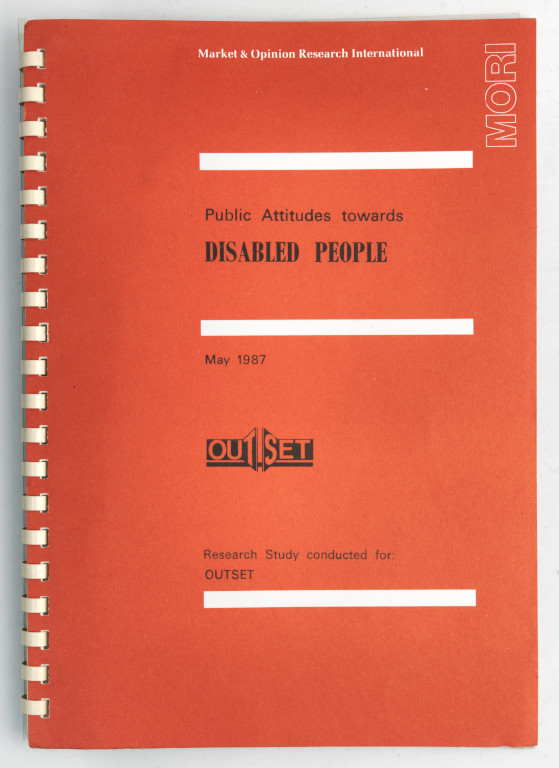 Market & Opinion Research International
MORI
Public Attitudes towards
DISABLED PEOPLE
May 1987
OUTSET
Research Study conducted for:
OUTSET